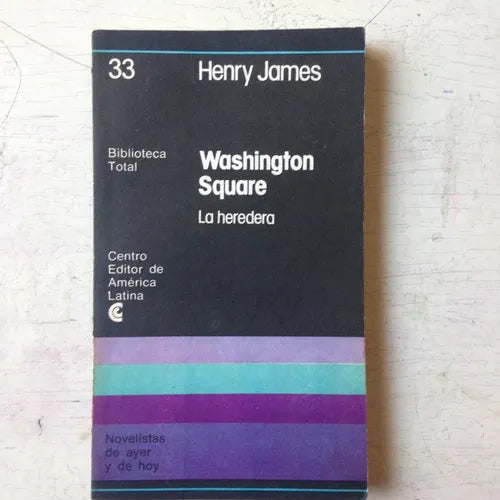 33
Henry James
Biblioteca
Total
Washington
Square
La heredera
Centro
Editor de
América
Latina
Novelistas
de ayer
y de hoy